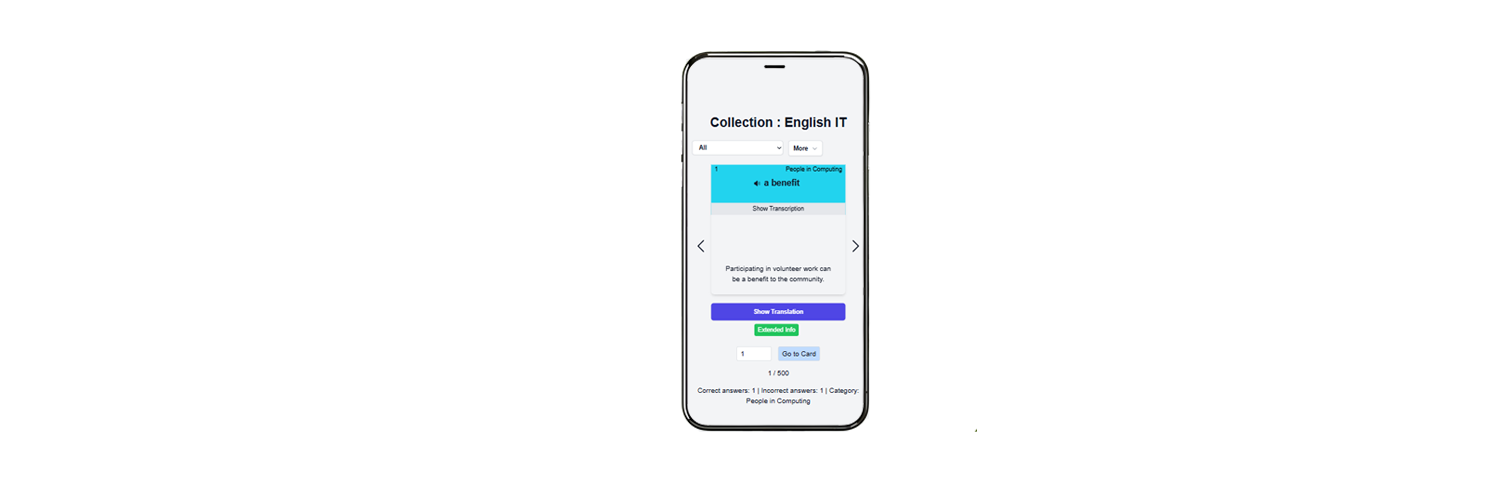 Collection : English IT
All More
1 People in Computing
a benefit
Show Transcription
Participating in volunteer work can
be a benefit to the community.
Show Translation
Extended Info
1 Go to Card
1 / 500
Correct answers: 1 | Incorrect answers: 1 | Category:
People in Computing